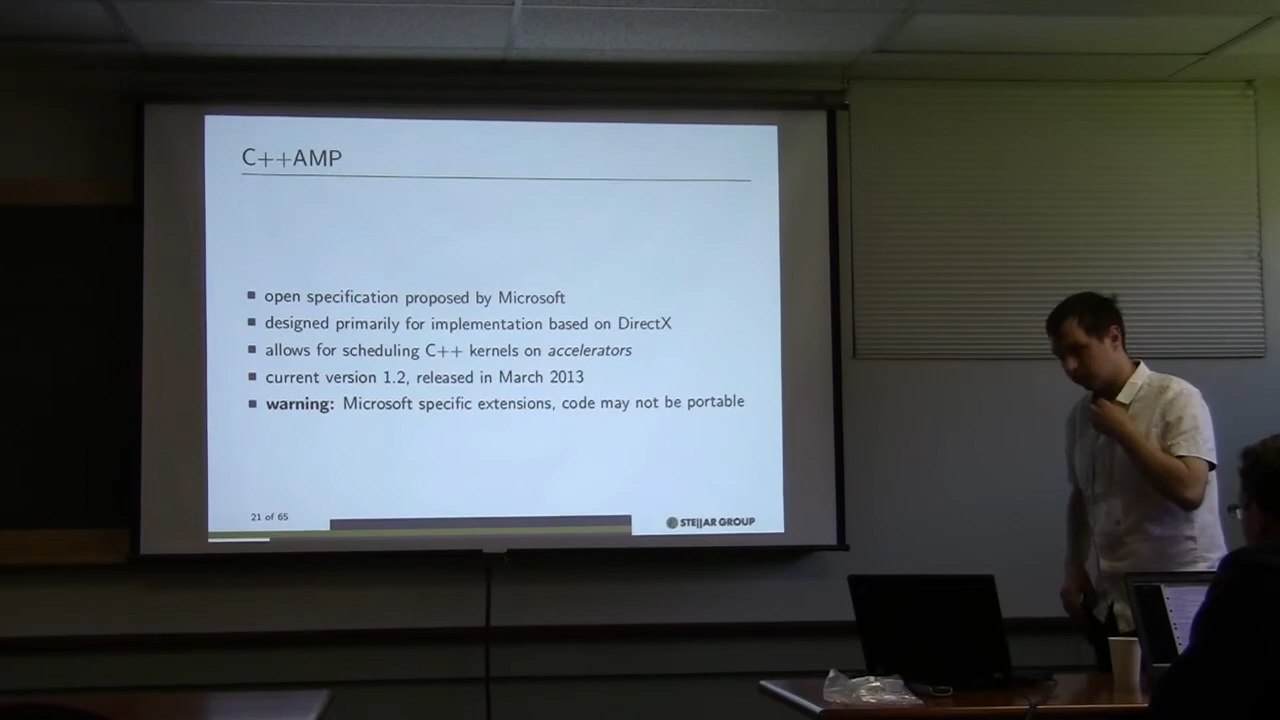 C++AMP
open specification proposed by Microsoft
designed primarily for implementation based on DirectX
allows for scheduling C++ kernels on accelerators
current version 1.2, released in March 2013
warning: Microsoft specific extensions, code may not be portable
21 of 65
STE||AR GROUP